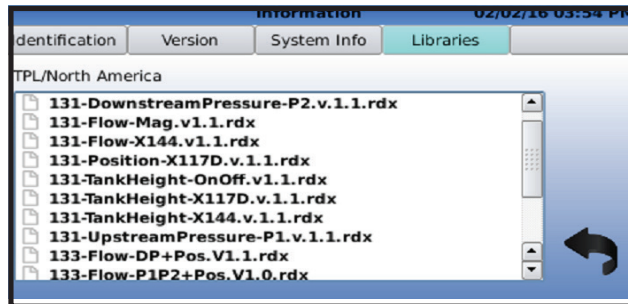 Information 02/02/16 03:54 PM
Identification Version System Info Libraries
TPL/North America
131-DownstreamPressure-P2.v.1.1.rdx
131-Flow-Mag.v1.1.rdx
131-Flow-X144.v1.1.rdx
131-Position-X117D.v.1.1.rdx
131-TankHeight-OnOff.v1.1.rdx
131-TankHeight-X117D.v.1.1.rdx
131-TankHeight-X144.v.1.1.rdx
131-UpstreamPressure-P1.v.1.1.rdx
133-Flow-DP+Pos.V1.1.rdx
133-Flow-P1P2+Pos.V1.0.rdx